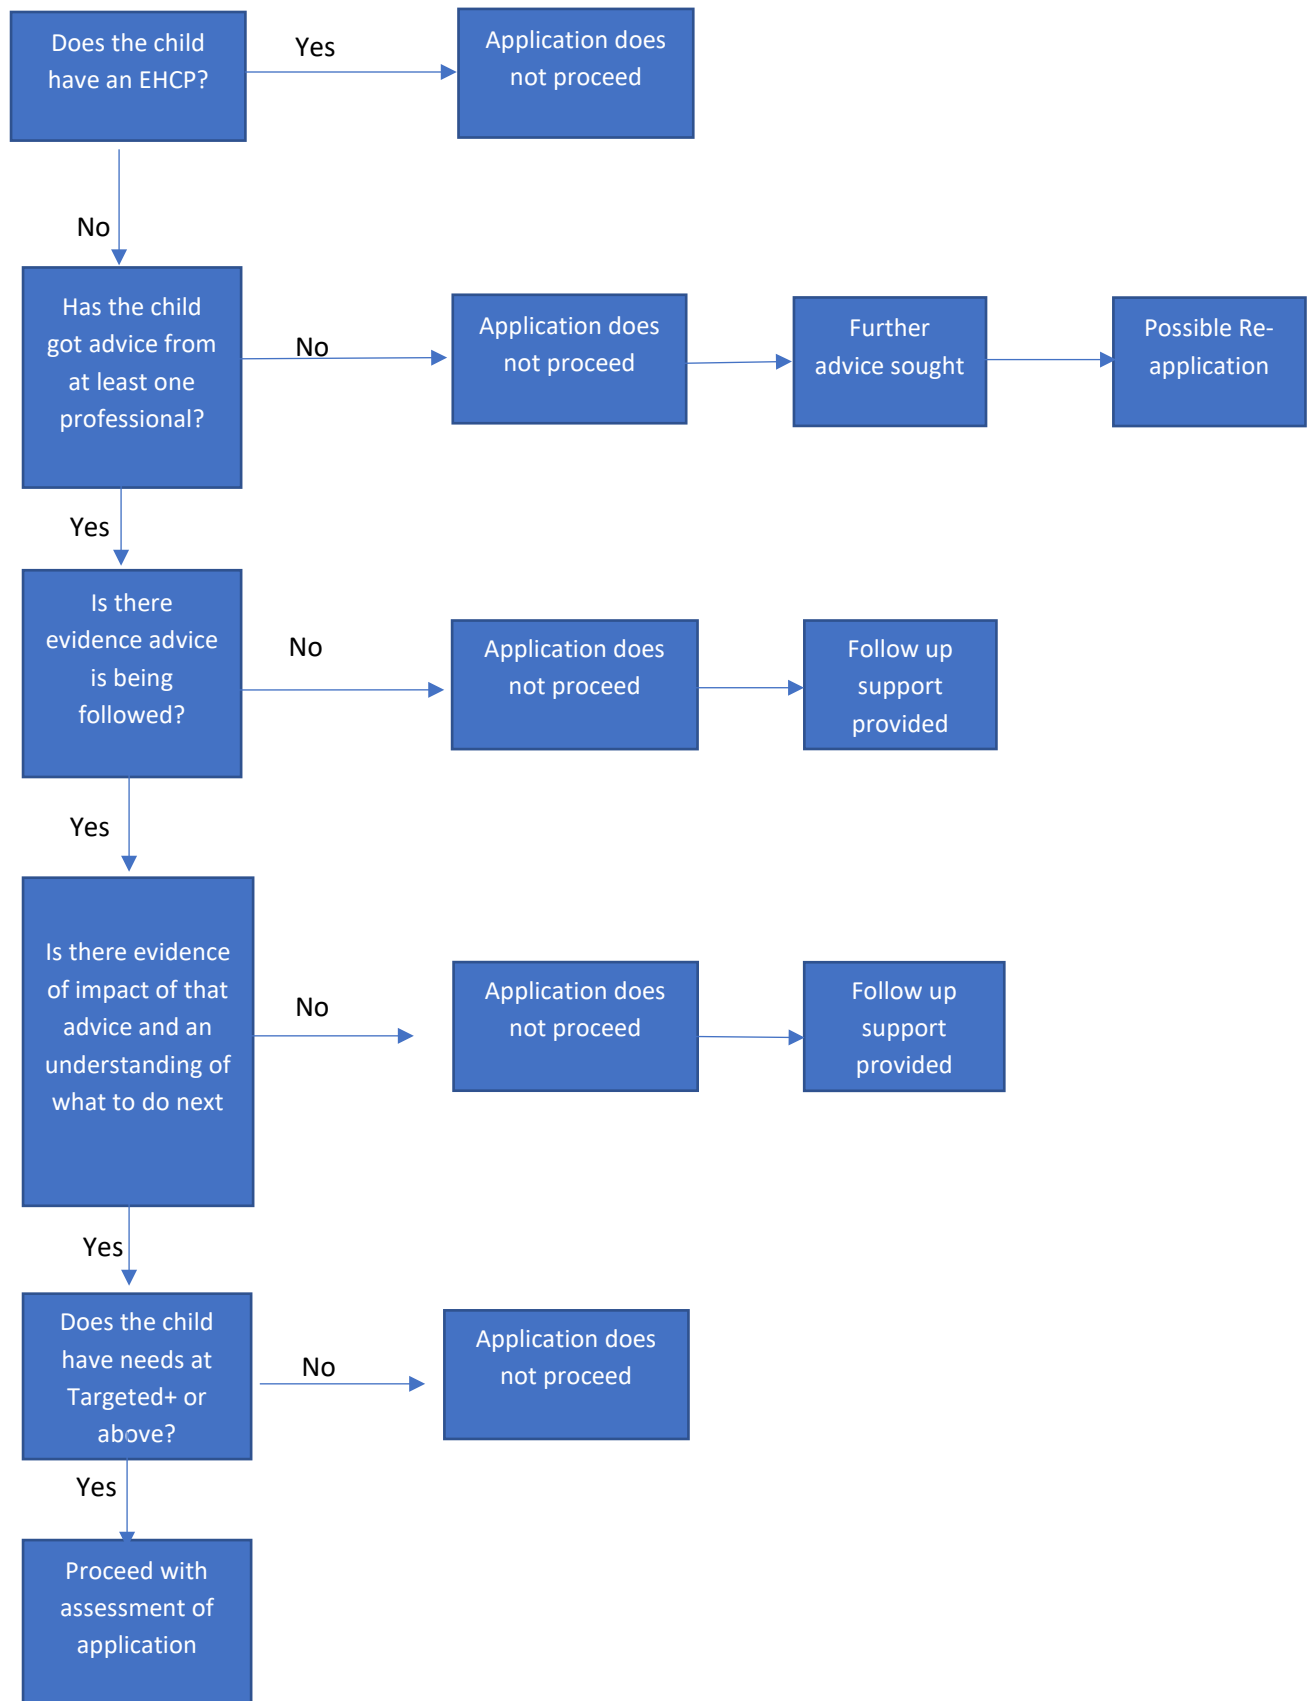 Does the child
have an EHCP?
Yes
Application does
not proceed
No
Has the child
got advice from
at least one
professional?
No
Application does
not proceed
Further
advice sought
Possible Re-
application
Yes
Is there
evidence advice
is being
followed?
No
Application does
not proceed
Follow up
support
provided
Yes
Is there evidence
of impact of that
advice and an
understanding of
what to do next
No
Application does
not proceed
Follow up
support
provided
Yes
Does the child
have needs at
Targeted+ or
above?
No
Application does
not proceed
Yes
Proceed with
assessment of
application